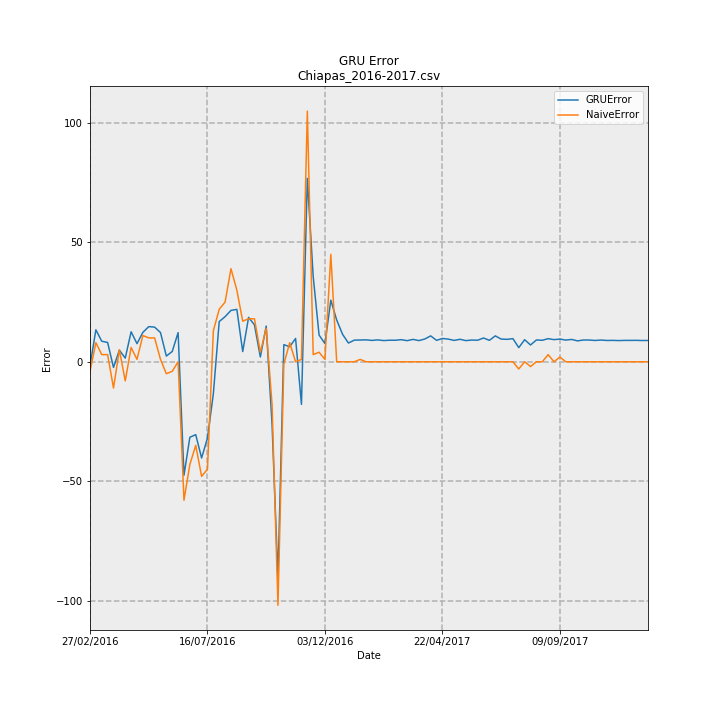 GRU Error
Chiapas_2016-2017.csv
GRUError
NaiveError
100
50
0
−50
−100
Error
27/02/2016
16/07/2016
03/12/2016
22/04/2017
09/09/2017
Date